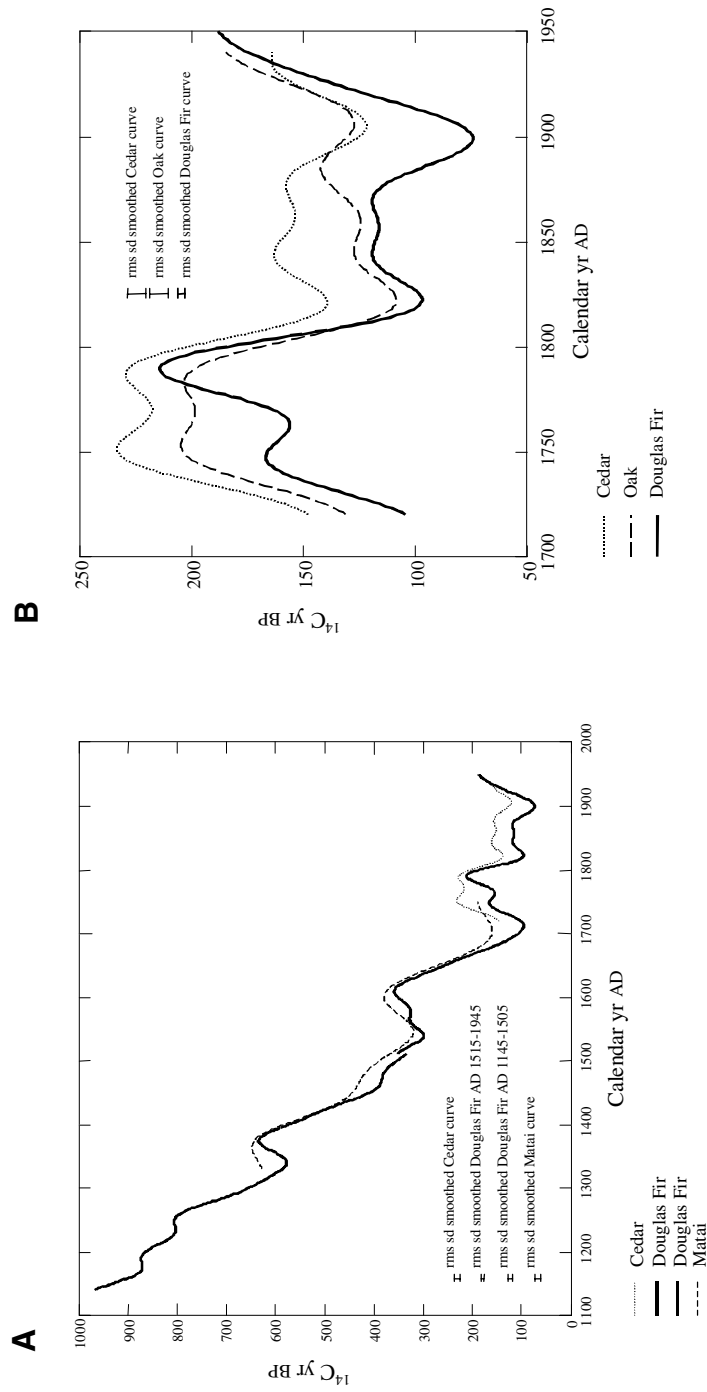 A
1000
900
800
700
600
500
400
300
200
100
0
¹⁴C yr BP
rms sd smoothed Cedar curve
rms sd smoothed Douglas Fir AD 1515-1945
rms sd smoothed Douglas Fir AD 1145-1505
rms sd smoothed Matai curve
1100
1200
1300
1400
1500
1600
1700
1800
1900
2000
Calendar yr AD
Cedar
Douglas Fir
Douglas Fir
Matai
B
250
200
150
100
50
¹⁴C yr BP
rms sd smoothed Cedar curve
rms sd smoothed Oak curve
rms sd smoothed Douglas Fir curve
1700
1750
1800
1850
1900
1950
Calendar yr AD
Cedar
Oak
Douglas Fir